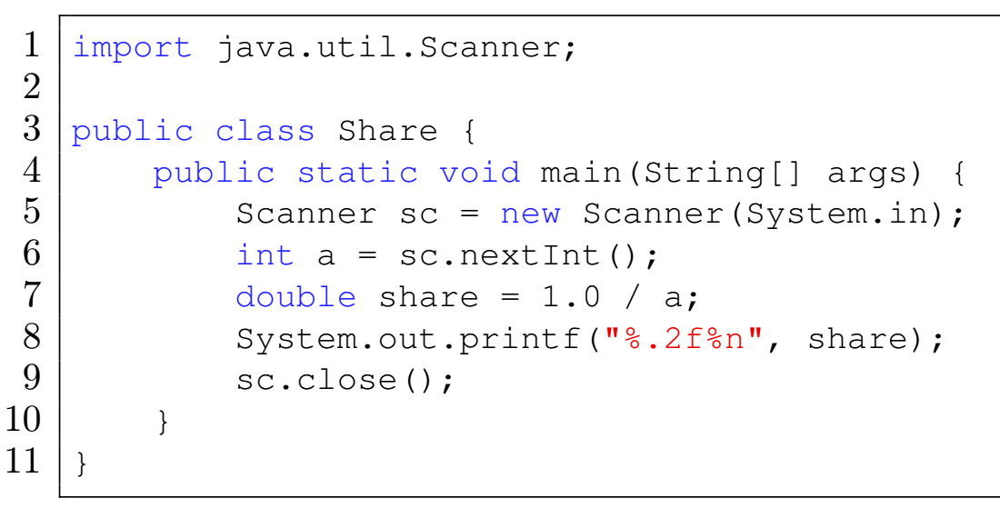 1 import java.util.Scanner;
2
3 public class Share {
4     public static void main(String[] args) {
5         Scanner sc = new Scanner(System.in);
6         int a = sc.nextInt();
7         double share = 1.0 / a;
8         System.out.printf("%.2f%n", share);
9         sc.close();
10     }
11 }